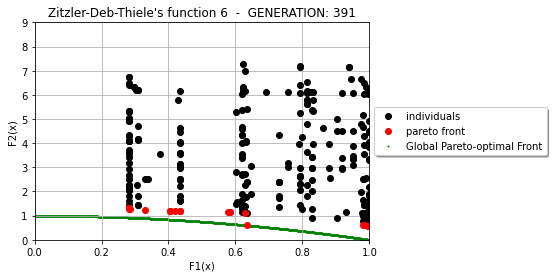 Zitzler-Deb-Thiele's function 6 - GENERATION: 391
F2(x)
9
8
7
6
5
4
3
2
1
0
0.0 0.2 0.4 0.6 0.8 1.0
F1(x)
individuals
pareto front
Global Pareto-optimal Front